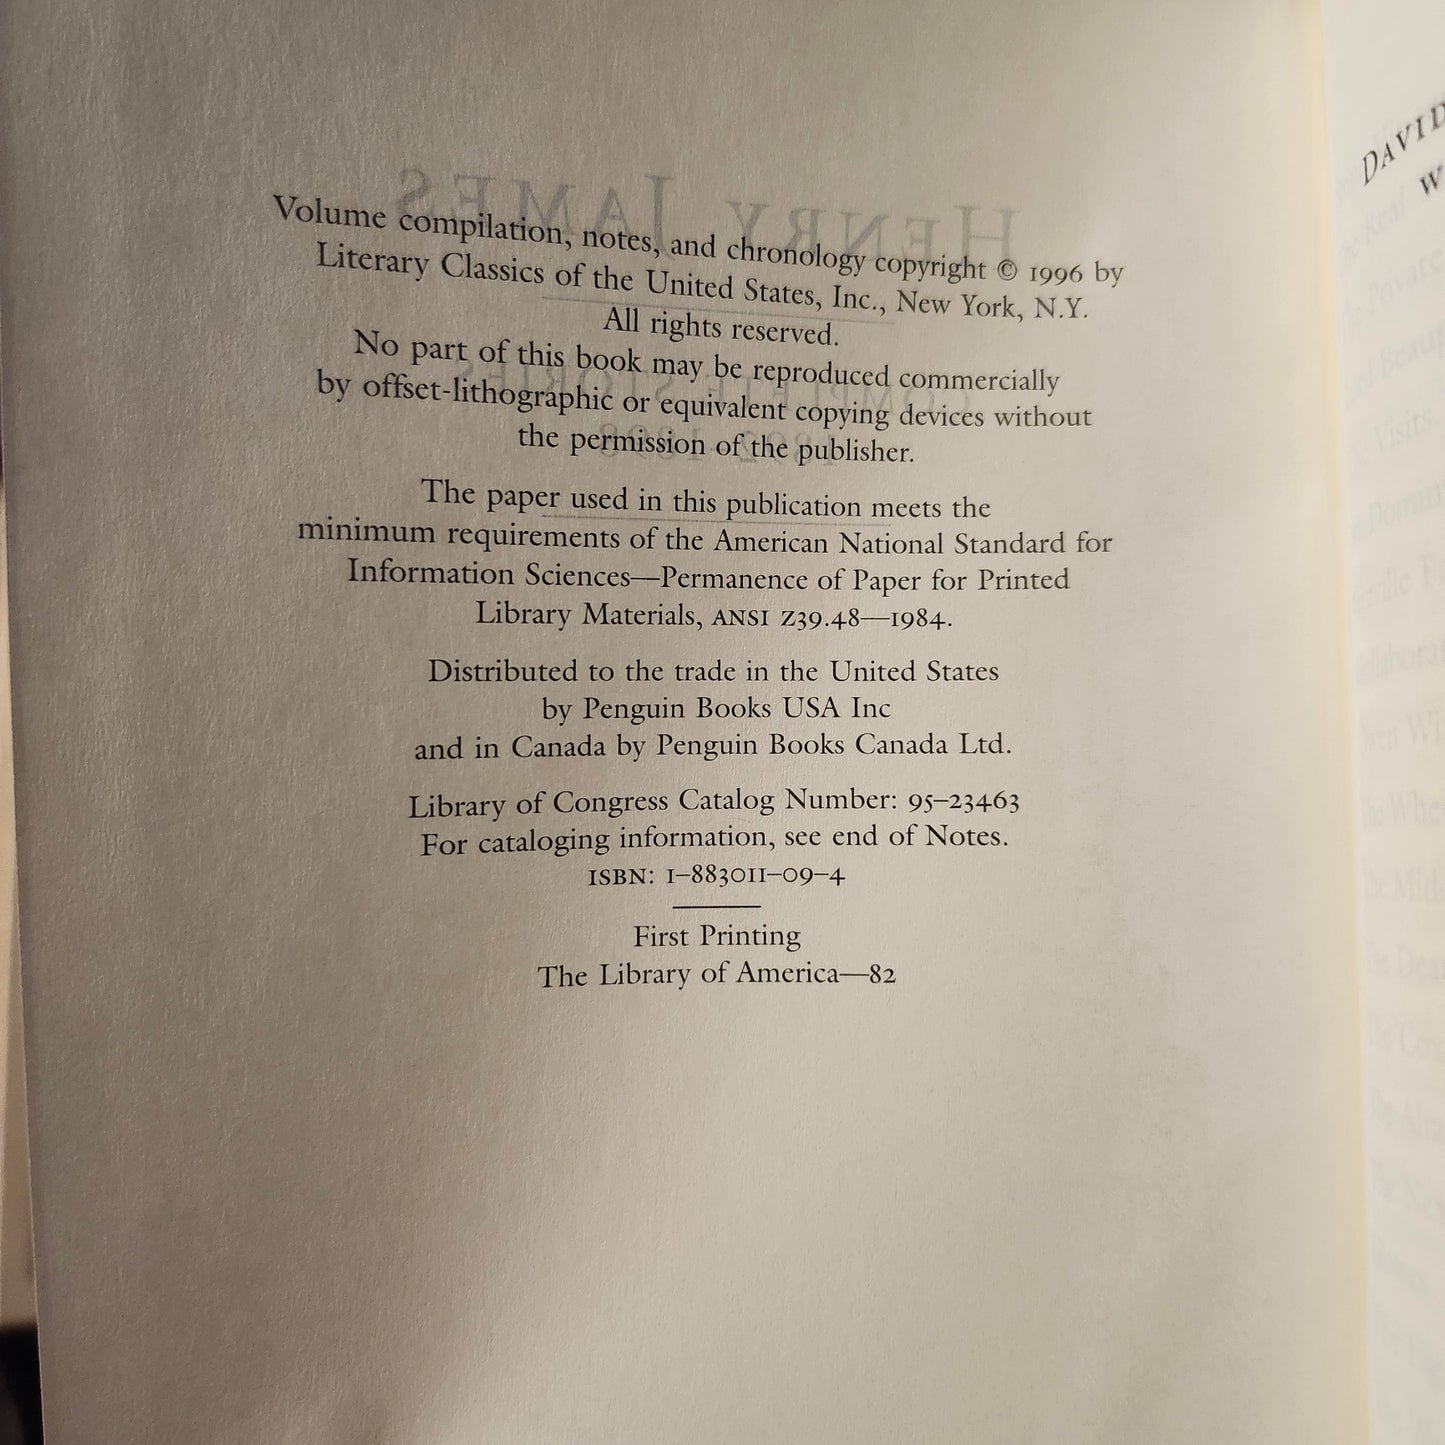 Volume compilation, notes, and chronology copyright © 1996 by
Literary Classics of the United States, Inc., New York, N.Y.
All rights reserved.
No part of this book may be reproduced commercially
by offset-lithographic or equivalent copying devices without
the permission of the publisher.
The paper used in this publication meets the
minimum requirements of the American National Standard for
Information Sciences—Permanence of Paper for Printed
Library Materials, ANSI Z39.48—1984.
Distributed to the trade in the United States
by Penguin Books USA Inc
and in Canada by Penguin Books Canada Ltd.
Library of Congress Catalog Number: 95–23463
For cataloging information, see end of Notes.
ISBN: 1–883011–09–4
First Printing
The Library of America—82
HENRY JAMES
DAVID